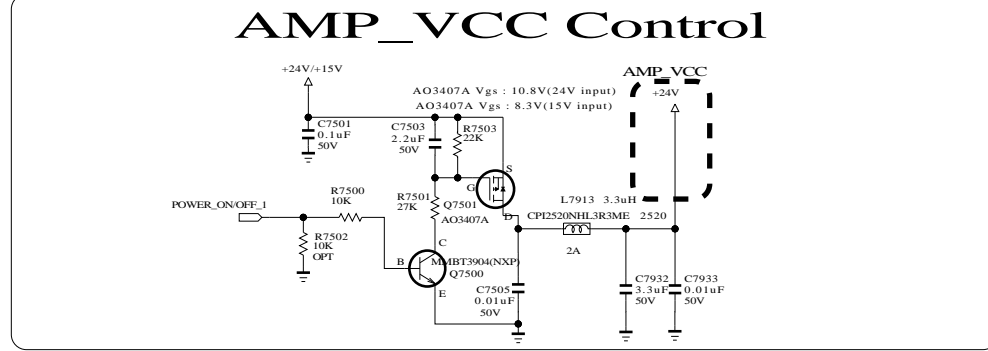 AMP_VCC Control
+24V/+15V
AMP_VCC
+24V
AO3407A Vgs : 10.8V(24V input)
AO3407A Vgs : 8.3V(15V input)
C7501
0.1uF
50V
C7503
2.2uF
50V
R7503
22K
S
G
D
R7501
27K
Q7501
AO3407A
L7913 3.3uH
CPI2520NHL3R3ME 2520
2A
POWER_ON/OFF_1
R7500
10K
R7502
10K
OPT
C
B
E
MMBT3904(NXP)
Q7500
C7505
0.01uF
50V
C7932
3.3uF
50V
C7933
0.01uF
50V